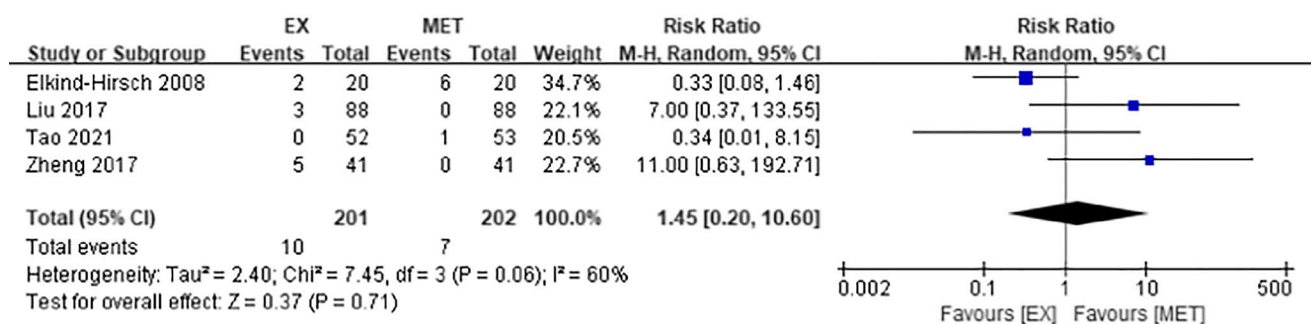 EX MET Risk Ratio Risk Ratio
Study or Subgroup Events Total Events Total Weight M-H, Random, 95% CI M-H, Random, 95% CI
Elkind-Hirsch 2008 2 20 6 20 34.7% 0.33 [0.08, 1.46]
Liu 2017 3 88 0 88 22.1% 7.00 [0.37, 133.55]
Tao 2021 0 52 1 53 20.5% 0.34 [0.01, 8.15]
Zheng 2017 5 41 0 41 22.7% 11.00 [0.63, 192.71]
Total (95% CI) 201 202 100.0% 1.45 [0.20, 10.60]
Total events 10 7
Heterogeneity: Tau² = 2.40; Chi² = 7.45, df = 3 (P = 0.06); I² = 60%
Test for overall effect: Z = 0.37 (P = 0.71)
0.002 0.1 1 10 500
Favours [EX] Favours [MET]